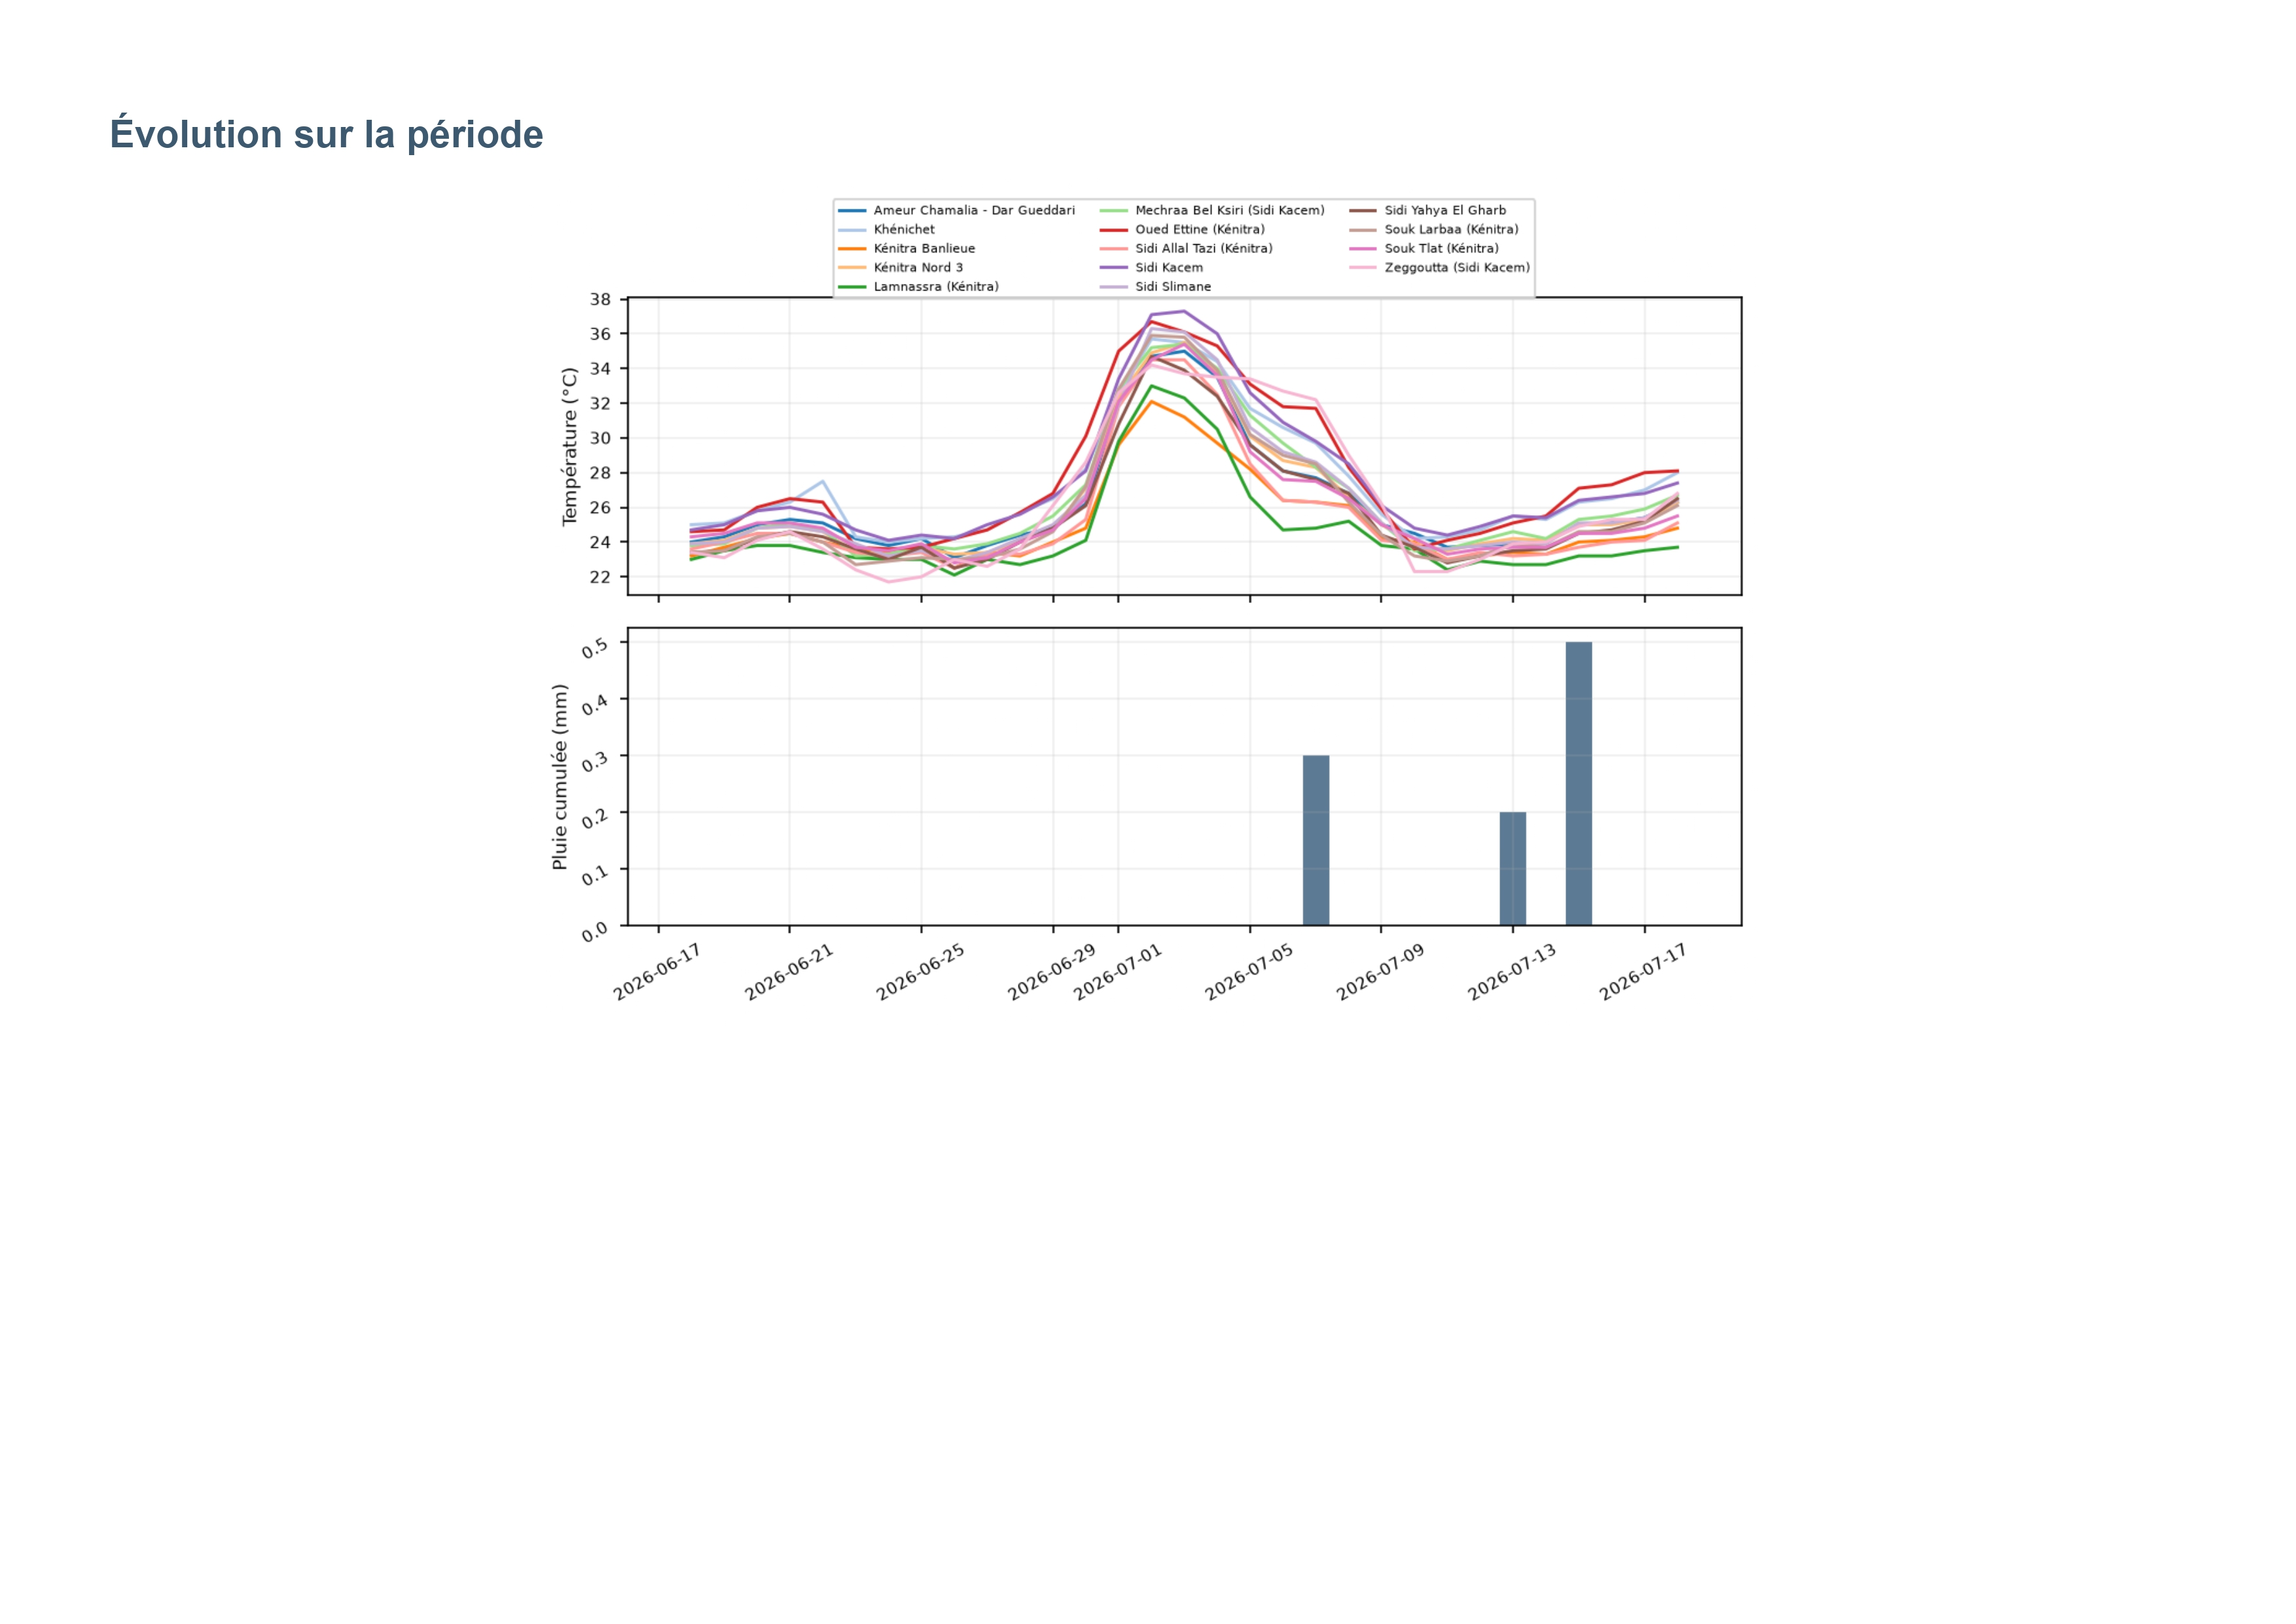 Évolution sur la période
Ameur Chamalia - Dar Gueddari
Khénichet
Kénitra Banlieue
Kénitra Nord 3
Lamnassra (Kénitra)
Mechraa Bel Ksiri (Sidi Kacem)
Oued Ettine (Kénitra)
Sidi Allal Tazi (Kénitra)
Sidi Kacem
Sidi Slimane
Sidi Yahya El Gharb
Souk Larbaa (Kénitra)
Souk Tlat (Kénitra)
Zeggoutta (Sidi Kacem)
Température (°C)
38
36
34
32
30
28
26
24
22
Pluie cumulée (mm)
0.5
0.4
0.3
0.2
0.1
0.0
2026-06-17
2026-06-21
2026-06-25
2026-06-29
2026-07-01
2026-07-05
2026-07-09
2026-07-13
2026-07-17